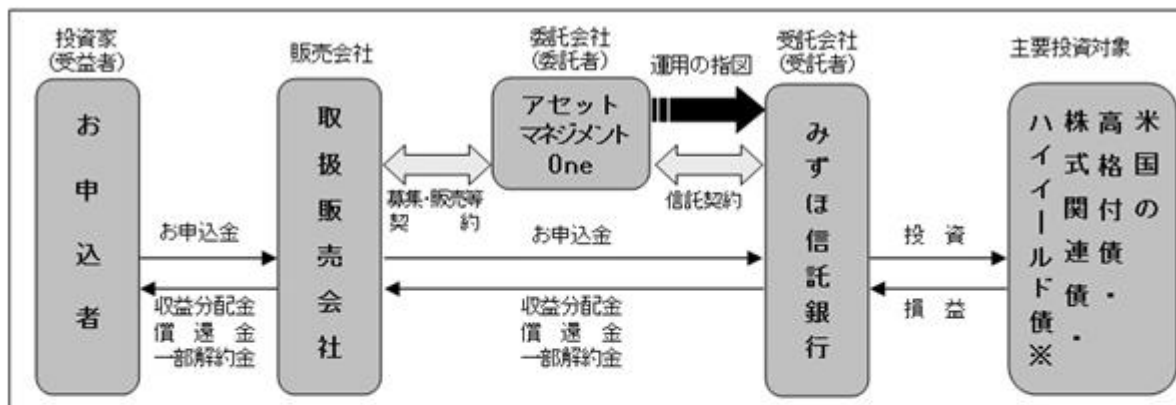 投資家
(受益者)
お申込者
お申込金
収益分配金
償還金
一部解約金
販売会社
取扱販売会社
募集・販売等
契約
委託会社
(委託者)
アセット
マネジメント
One
運用の指図
信託契約
お申込金
収益分配金
償還金
一部解約金
受託会社
(受託者)
みずほ信託銀行
投資
損益
主要投資対象
米国の
高格付債・
株式関連債・
ハイイールド債※